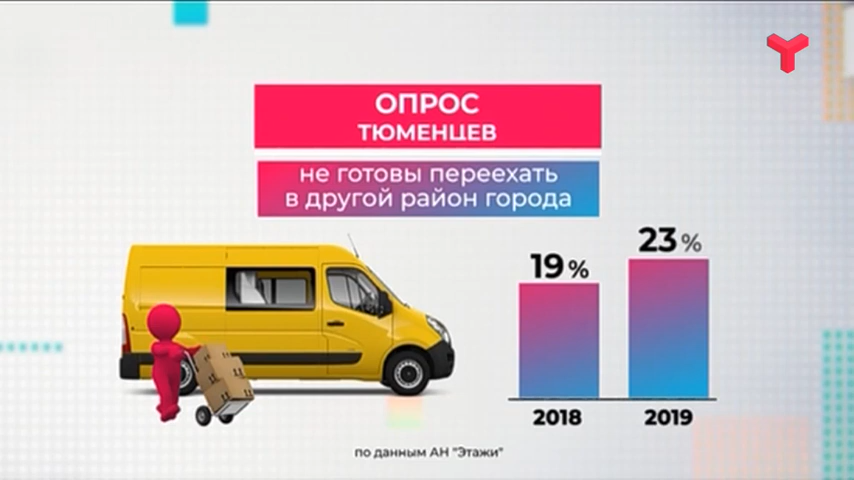 ОПРОС
ТЮМЕНЦЕВ
не готовы переехать
в другой район города
19%
23%
2018
2019
по данным АН "Этажи"